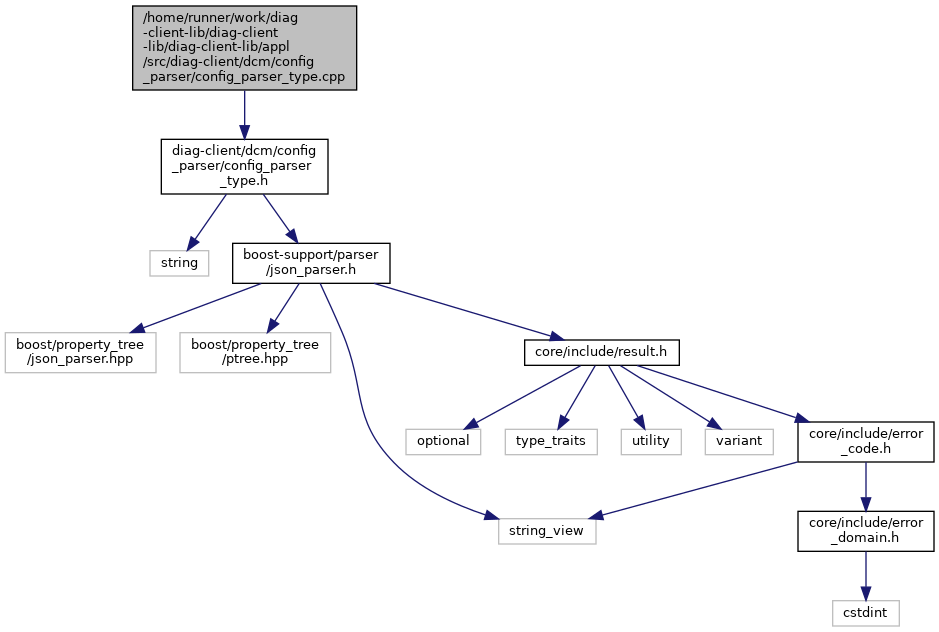 /home/runner/work/diag
-client-lib/diag-client
-lib/diag-client-lib/appl
/src/diag-client/dcm/config
_parser/config_parser_type.cpp
diag-client/dcm/config
_parser/config_parser
_type.h
string
boost-support/parser
/json_parser.h
boost/property_tree
/json_parser.hpp
boost/property_tree
/ptree.hpp
core/include/result.h
optional
type_traits
utility
variant
core/include/error
_code.h
string_view
core/include/error
_domain.h
cstdint